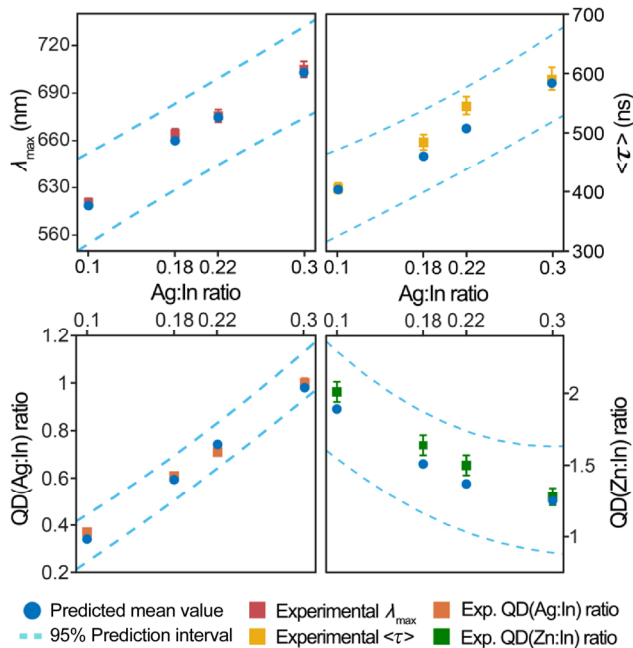 720
690
660
630
560
λmax (nm)
0.1
0.18
0.22
0.3
Ag:In ratio
700
600
500
400
300
<τ> (ns)
0.1
0.18
0.22
0.3
Ag:In ratio
0.1
0.18
0.22
0.3
1.2
1
0.8
0.6
0.4
0.2
QD(Ag:In) ratio
0.1
0.18
0.22
0.3
2
1.5
1
QD(Zn:In) ratio
Predicted mean value
95% Prediction interval
Experimental λmax
Experimental <τ>
Exp. QD(Ag:In) ratio
Exp. QD(Zn:In) ratio